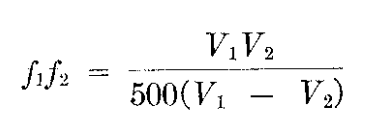 f₁f₂ = V₁V₂ / 500(V₁ − V₂)